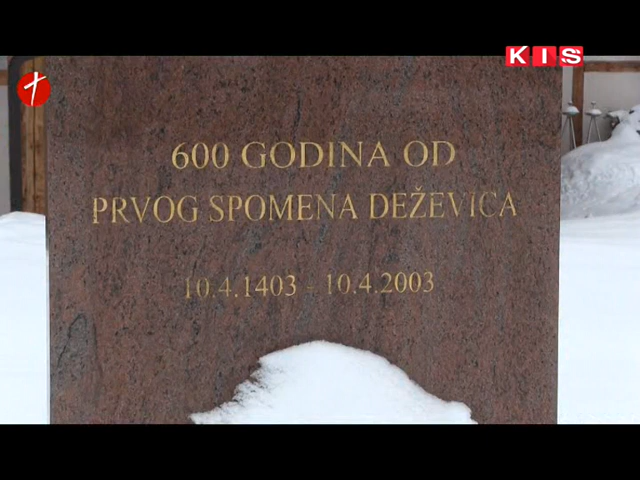 KIS
600 GODINA OD
PRVOG SPOMENA DEŽEVICA
10.4.1403 - 10.4.2003